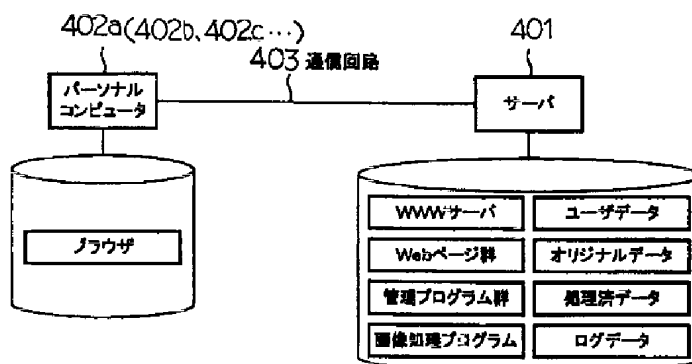 402a(402b、402c…)
401
403 通信回路
パーソナル
コンピュータ
サーバ
ブラウザ
WWWサーバ
ユーザデータ
Webページ群
オリジナルデータ
管理プログラム群
処理済データ
画像処理プログラム
ログデータ